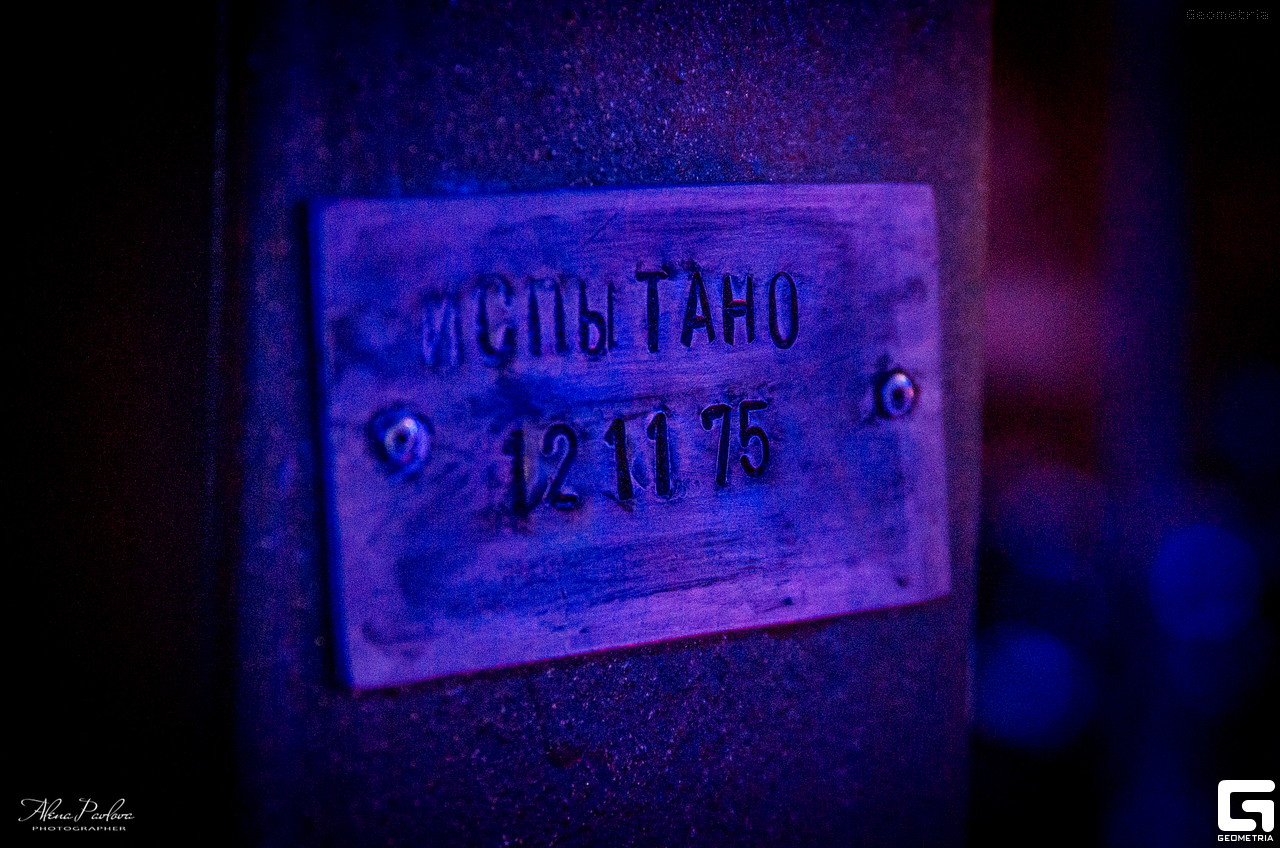 Geometria
ИСПЫТАНО
12 11 75
Alena Pavlova
PHOTOGRAPHER
GEOMETRIA